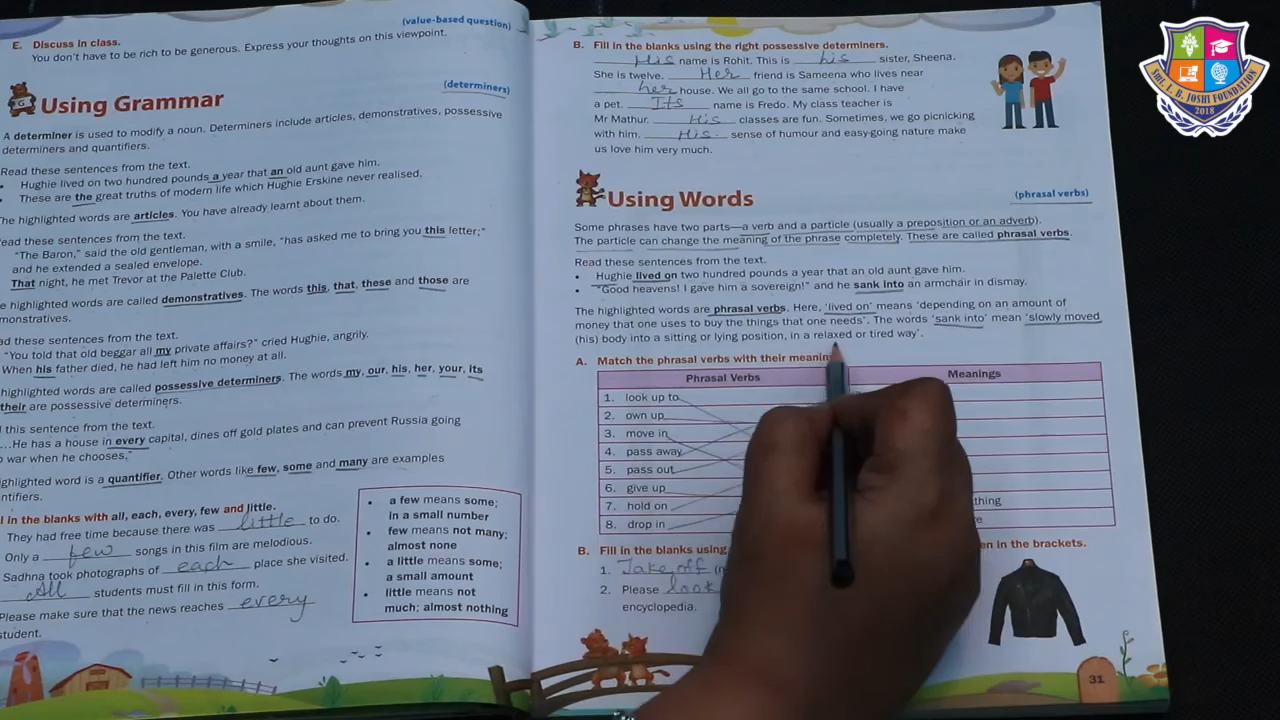 (value-based question)
E. Discuss in class.
You don't have to be rich to be generous. Express your thoughts on this viewpoint.
G
Using Grammar
(determiners)
A determiner is used to modify a noun. Determiners include articles, demonstratives, possessive
determiners and quantifiers.
Read these sentences from the text.
• Hughie lived on two hundred pounds a year that an old aunt gave him.
• These are the great truths of modern life which Hughie Erskine never realised,
he highlighted words are articles. You have already learnt about them.
ead these sentences from the text.
"The Baron," said the old gentleman, with a smile, "has asked me to bring you this letter;"
and he extended a sealed envelope.
That night, he met Trevor at the Palette Club.
e highlighted words are called demonstratives. The words this, that, these and those are
monstratives.
ad these sentences from the text.
"You told that old beggar all my private affairs?" cried Hughie, angrily.
When his father died, he had left him no money at all.
highlighted words are called possessive determiners. The words my, our, his, her, your, its
their are possessive determiners.
this sentence from the text.
...He has a house in every capital, dines off gold plates and can prevent Russia going
o war when he chooses,"
ighlighted word is a quantifier. Other words like few, some and many are examples
ntifiers.
l in the blanks with all, each, every, few and little.
They had free time because there was little to do.
Only a few songs in this film are melodious.
Sadhna took photographs of each place she visited.
All students must fill in this form.
Please make sure that the news reaches every
student.
• a few means some;
in a small number
• few means not many;
almost none
• a little means some;
a small amount
• little means not
much; almost nothing
B. Fill in the blanks using the right possessive determiners.
His name is Rohit. This is his sister, Sheena.
She is twelve. Her friend is Sameena who lives near
her house. We all go to the same school. I have
a pet. Its name is Fredo. My class teacher is
Mr Mathur. His classes are fun. Sometimes, we go picnicking
with him. His sense of humour and easy-going nature make
us love him very much.
Using Words
(phrasal verbs)
Some phrases have two parts—a verb and a particle (usually a preposition or an adverb).
The particle can change the meaning of the phrase completely. These are called phrasal verbs.
Read these sentences from the text.
• Hughie lived on two hundred pounds a year that an old aunt gave him.
• "Good heavens! I gave him a sovereign!" and he sank into an armchair in dismay.
The highlighted words are phrasal verbs. Here, 'lived on' means 'depending on an amount of
money that one uses to buy the things that one needs'. The words 'sank into' mean 'slowly moved
(his) body into a sitting or lying position, in a relaxed or tired way'.
A. Match the phrasal verbs with their meanin
Phrasal Verbs Meanings
1. look up to
2. own up
3. move in
4. pass away
5. pass out
6. give up
7. hold on thing
8. drop in e
B. Fill in the blanks using en in the brackets.
1. Take off
2. Please look
encyclopedia.
31
SMT. I. B. JOSHI FOUNDATION
2018